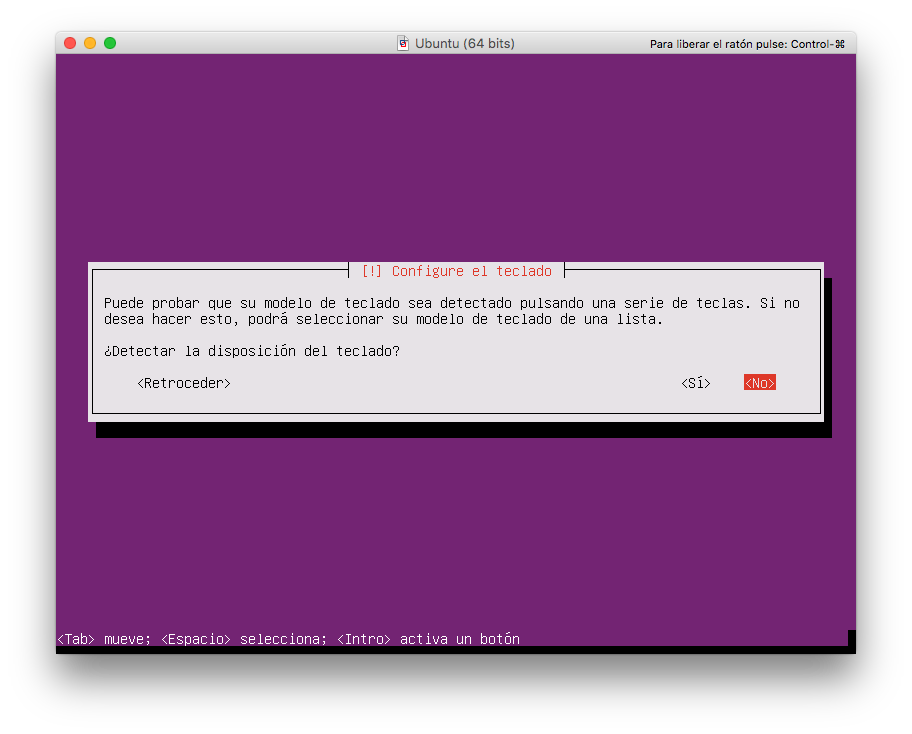 Ubuntu (64 bits)
Para liberar el ratón pulse: Control-⌘
[!] Configure el teclado
Puede probar que su modelo de teclado sea detectado pulsando una serie de teclas. Si no
desea hacer esto, podrá seleccionar su modelo de teclado de una lista.
¿Detectar la disposición del teclado?
<Retroceder> <Sí> <No>
<Tab> mueve; <Espacio> selecciona; <Intro> activa un botón